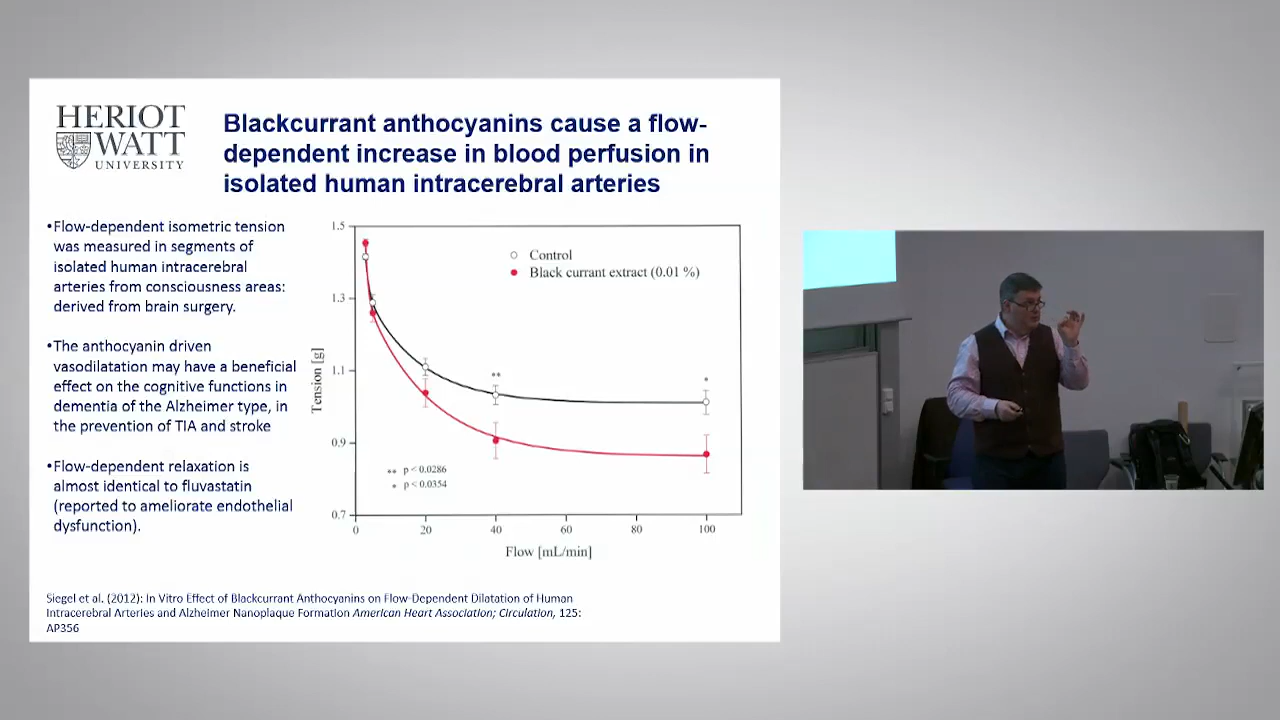 HERIOT
WATT
UNIVERSITY
Blackcurrant anthocyanins cause a flow-
dependent increase in blood perfusion in
isolated human intracerebral arteries
•Flow-dependent isometric tension
was measured in segments of
isolated human intracerebral
arteries from consciousness areas:
derived from brain surgery.
•The anthocyanin driven
vasodilatation may have a beneficial
effect on the cognitive functions in
dementia of the Alzheimer type, in
the prevention of TIA and stroke
•Flow-dependent relaxation is
almost identical to fluvastatin
(reported to ameliorate endothelial
dysfunction).
1.5
1.3
1.1
0.9
0.7
Tension [g]
Control
Black currant extract (0.01 %)
**
*
** p < 0.0286
* p < 0.0354
0 20 40 60 80 100
Flow [mL/min]
Siegel et al. (2012): In Vitro Effect of Blackcurrant Anthocyanins on Flow-Dependent Dilatation of Human
Intracerebral Arteries and Alzheimer Nanoplaque Formation American Heart Association; Circulation, 125:
AP356